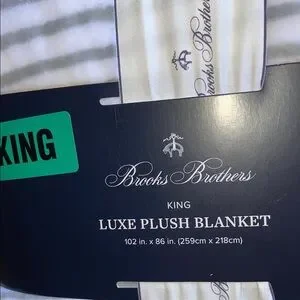 Brooks Brothers
KING
Brooks Brothers
KING
LUXE PLUSH BLANKET
102 in. x 86 in. (259cm x 218cm)